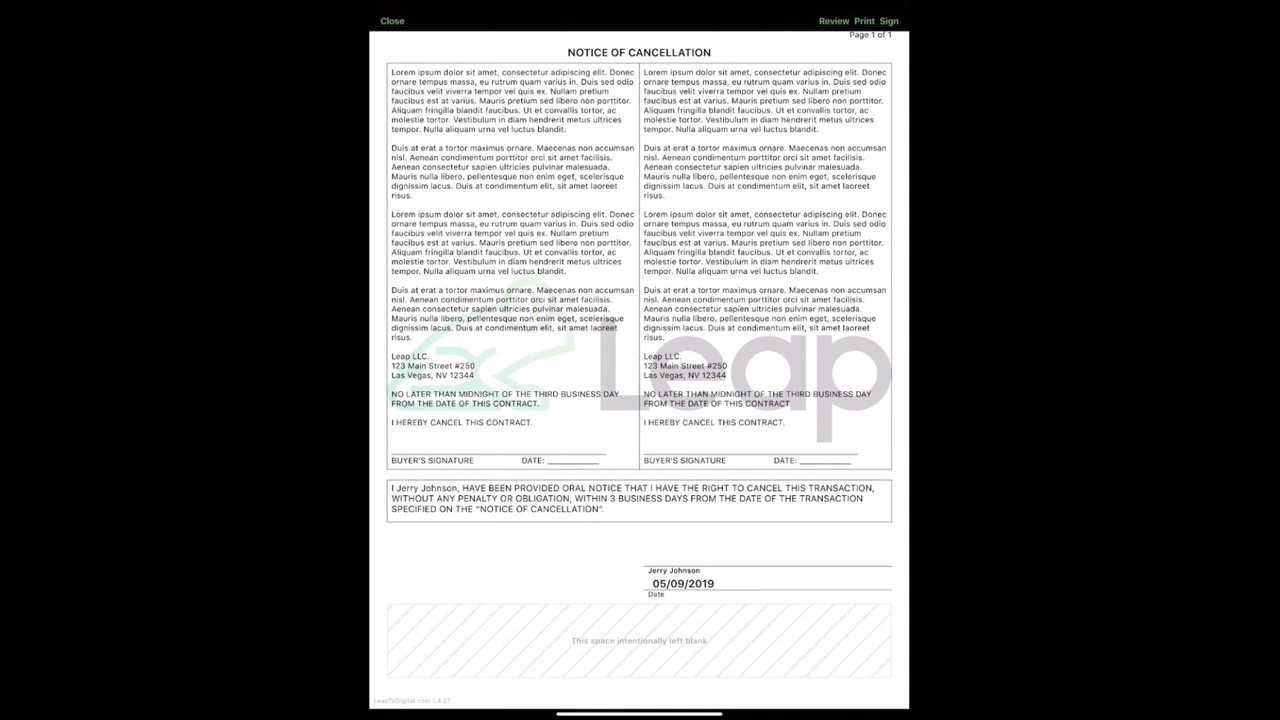 Close
Review Print Sign
Page 1 of 1
NOTICE OF CANCELLATION
Lorem ipsum dolor sit amet, consectetur adipiscing elit. Donec
ornare tempus massa, eu rutrum quam varius in. Duis sed odio
faucibus velit viverra tempor vel quis ex. Nullam pretium
faucibus est at varius. Mauris pretium sed libero non porttitor.
Aliquam fringilla blandit faucibus. Ut et convallis tortor, ac
molestie tortor. Vestibulum in diam hendrerit metus ultrices
tempor. Nulla aliquam urna vel luctus blandit.
Duis at erat a tortor maximus ornare. Maecenas non accumsan
nisl. Aenean condimentum porttitor orci sit amet facilisis.
Aenean consectetur sapien ultricies pulvinar malesuada.
Mauris nulla libero, pellentesque non enim eget, scelerisque
dignissim lacus. Duis at condimentum elit, sit amet laoreet
risus.
Lorem ipsum dolor sit amet, consectetur adipiscing elit. Donec
ornare tempus massa, eu rutrum quam varius in. Duis sed odio
faucibus velit viverra tempor vel quis ex. Nullam pretium
faucibus est at varius. Mauris pretium sed libero non porttitor.
Aliquam fringilla blandit faucibus. Ut et convallis tortor, ac
molestie tortor. Vestibulum in diam hendrerit metus ultrices
tempor. Nulla aliquam urna vel luctus blandit.
Duis at erat a tortor maximus ornare. Maecenas non accumsan
nisl. Aenean condimentum porttitor orci sit amet facilisis.
Aenean consectetur sapien ultricies pulvinar malesuada.
Mauris nulla libero, pellentesque non enim eget, scelerisque
dignissim lacus. Duis at condimentum elit, sit amet laoreet
risus.
Leap LLC.
123 Main Street #250
Las Vegas, NV 12344
NO LATER THAN MIDNIGHT OF THE THIRD BUSINESS DAY
FROM THE DATE OF THIS CONTRACT.
I HEREBY CANCEL THIS CONTRACT.
BUYER'S SIGNATURE DATE: ___________
Lorem ipsum dolor sit amet, consectetur adipiscing elit. Donec
ornare tempus massa, eu rutrum quam varius in. Duis sed odio
faucibus velit viverra tempor vel quis ex. Nullam pretium
faucibus est at varius. Mauris pretium sed libero non porttitor.
Aliquam fringilla blandit faucibus. Ut et convallis tortor, ac
molestie tortor. Vestibulum in diam hendrerit metus ultrices
tempor. Nulla aliquam urna vel luctus blandit.
Duis at erat a tortor maximus ornare. Maecenas non accumsan
nisl. Aenean condimentum porttitor orci sit amet facilisis.
Aenean consectetur sapien ultricies pulvinar malesuada.
Mauris nulla libero, pellentesque non enim eget, scelerisque
dignissim lacus. Duis at condimentum elit, sit amet laoreet
risus.
Lorem ipsum dolor sit amet, consectetur adipiscing elit. Donec
ornare tempus massa, eu rutrum quam varius in. Duis sed odio
faucibus velit viverra tempor vel quis ex. Nullam pretium
faucibus est at varius. Mauris pretium sed libero non porttitor.
Aliquam fringilla blandit faucibus. Ut et convallis tortor, ac
molestie tortor. Vestibulum in diam hendrerit metus ultrices
tempor. Nulla aliquam urna vel luctus blandit.
Duis at erat a tortor maximus ornare. Maecenas non accumsan
nisl. Aenean condimentum porttitor orci sit amet facilisis.
Aenean consectetur sapien ultricies pulvinar malesuada.
Mauris nulla libero, pellentesque non enim eget, scelerisque
dignissim lacus. Duis at condimentum elit, sit amet laoreet
risus.
Leap LLC.
123 Main Street #250
Las Vegas, NV 12344
NO LATER THAN MIDNIGHT OF THE THIRD BUSINESS DAY
FROM THE DATE OF THIS CONTRACT.
I HEREBY CANCEL THIS CONTRACT.
BUYER'S SIGNATURE DATE: ___________
Leap
I Jerry Johnson, HAVE BEEN PROVIDED ORAL NOTICE THAT I HAVE THE RIGHT TO CANCEL THIS TRANSACTION,
WITHOUT ANY PENALTY OR OBLIGATION, WITHIN 3 BUSINESS DAYS FROM THE DATE OF THE TRANSACTION
SPECIFIED ON THE “NOTICE OF CANCELLATION”.
Jerry Johnson
05/09/2019
Date
This space intentionally left blank
LeapToDigital.com 1.4.27